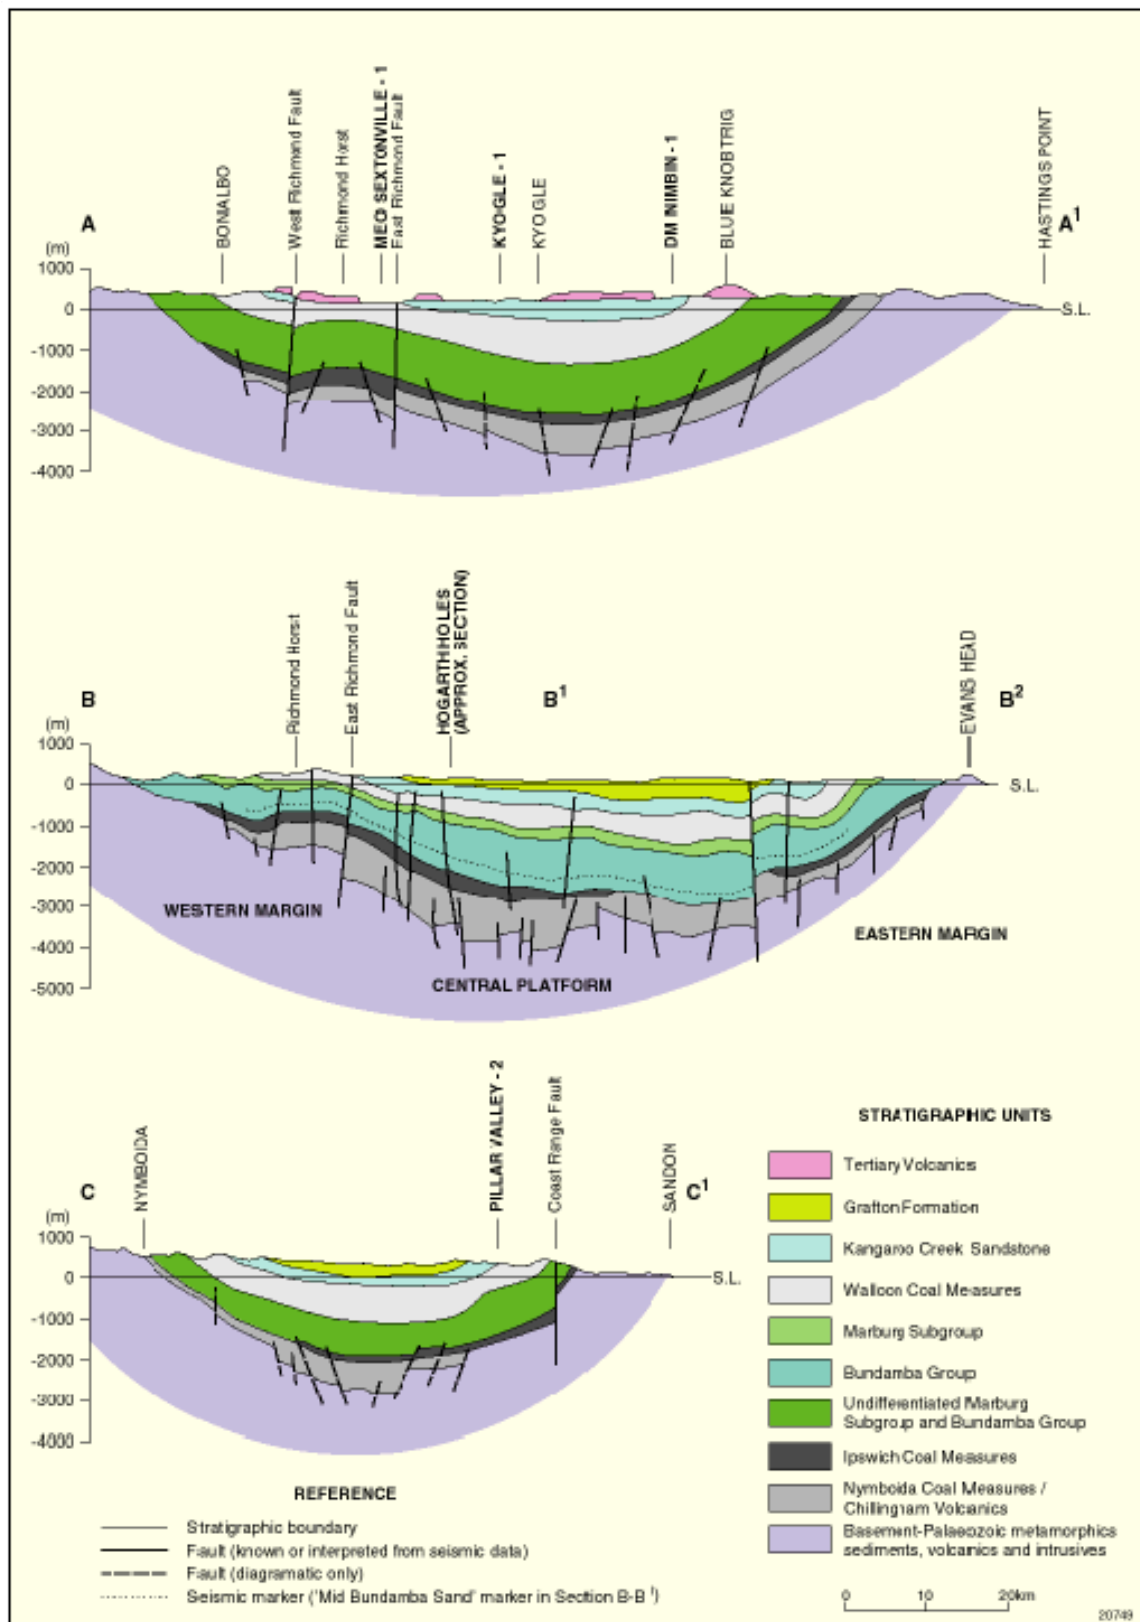 BONALBO
West Richmond Fault
Richmond Horst
MEOI SEXTONVILLE - 1
East Richmond Fault
KYOGLE - 1
KYOGLE
DM NIMBIN - 1
BLUE KNOB TRIG
HASTINGS POINT
A
A1
(m)
1000
0
S.L.
-1000
-2000
-3000
-4000
Richmond Horst
East Richmond Fault
HOGARTH HOLES
(APPROX. SECTION)
EVANS HEAD
B
B1
B2
(m)
1000
0
S.L.
-1000
-2000
-3000
-4000
-5000
WESTERN MARGIN
EASTERN MARGIN
CENTRAL PLATFORM
NYMBOIDA
PILLAR VALLEY - 2
Coast Range Fault
SANDON
C
C1
(m)
1000
0
S.L.
-1000
-2000
-3000
-4000
STRATIGRAPHIC UNITS
Tertiary Volcanics
Grafton Formation
Kangaroo Creek Sandstone
Walloon Coal Measures
Marburg Subgroup
Bundamba Group
Undifferentiated Marburg
Subgroup and Bundamba Group
Ipswich Coal Measures
Nymboida Coal Measures /
Chillingham Volcanics
Basement-Palaeozoic metamorphics
sediments, volcanics and intrusives
REFERENCE
Stratigraphic boundary
Fault (known or interpreted from seismic data)
Fault (diagramatic only)
Seismic marker ('Mid Bundamba Sand' marker in Section B-B1)
0 10 20km